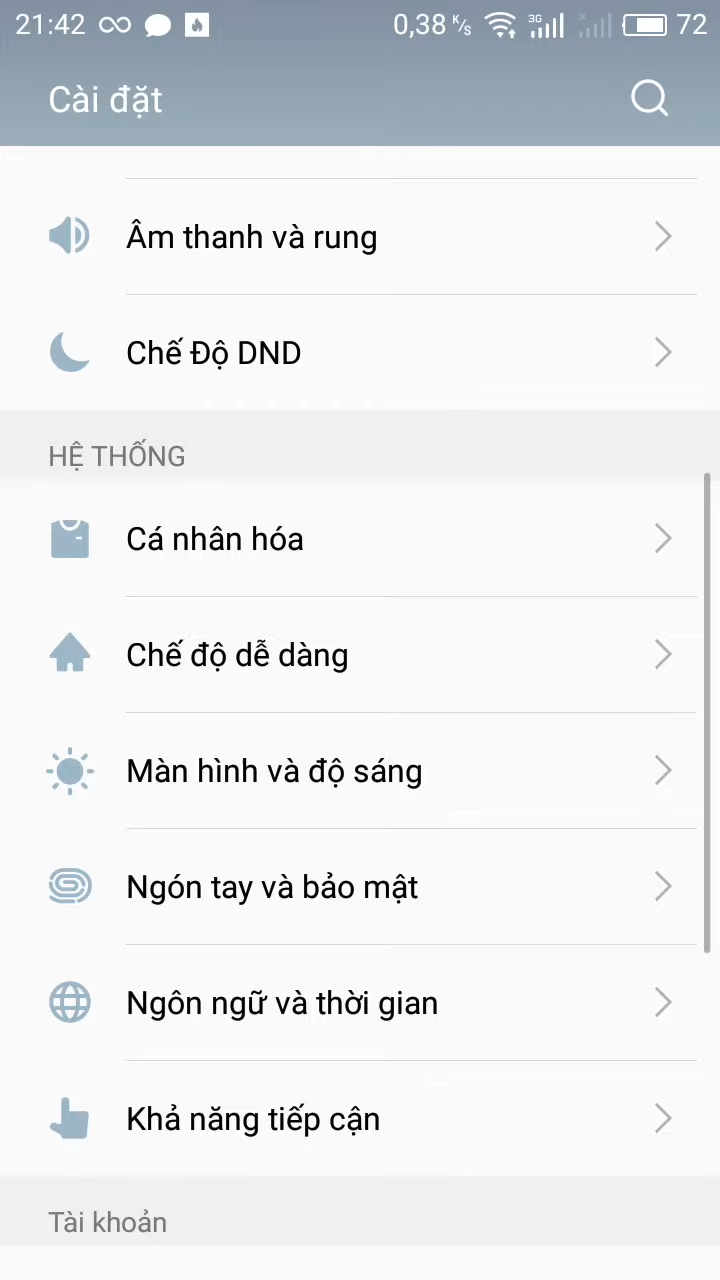 21:42 0,38 K/s 3G 72
Cài đặt
Âm thanh và rung
Chế Độ DND
HỆ THỐNG
Cá nhân hóa
Chế độ dễ dàng
Màn hình và độ sáng
Ngón tay và bảo mật
Ngôn ngữ và thời gian
Khả năng tiếp cận
Tài khoản